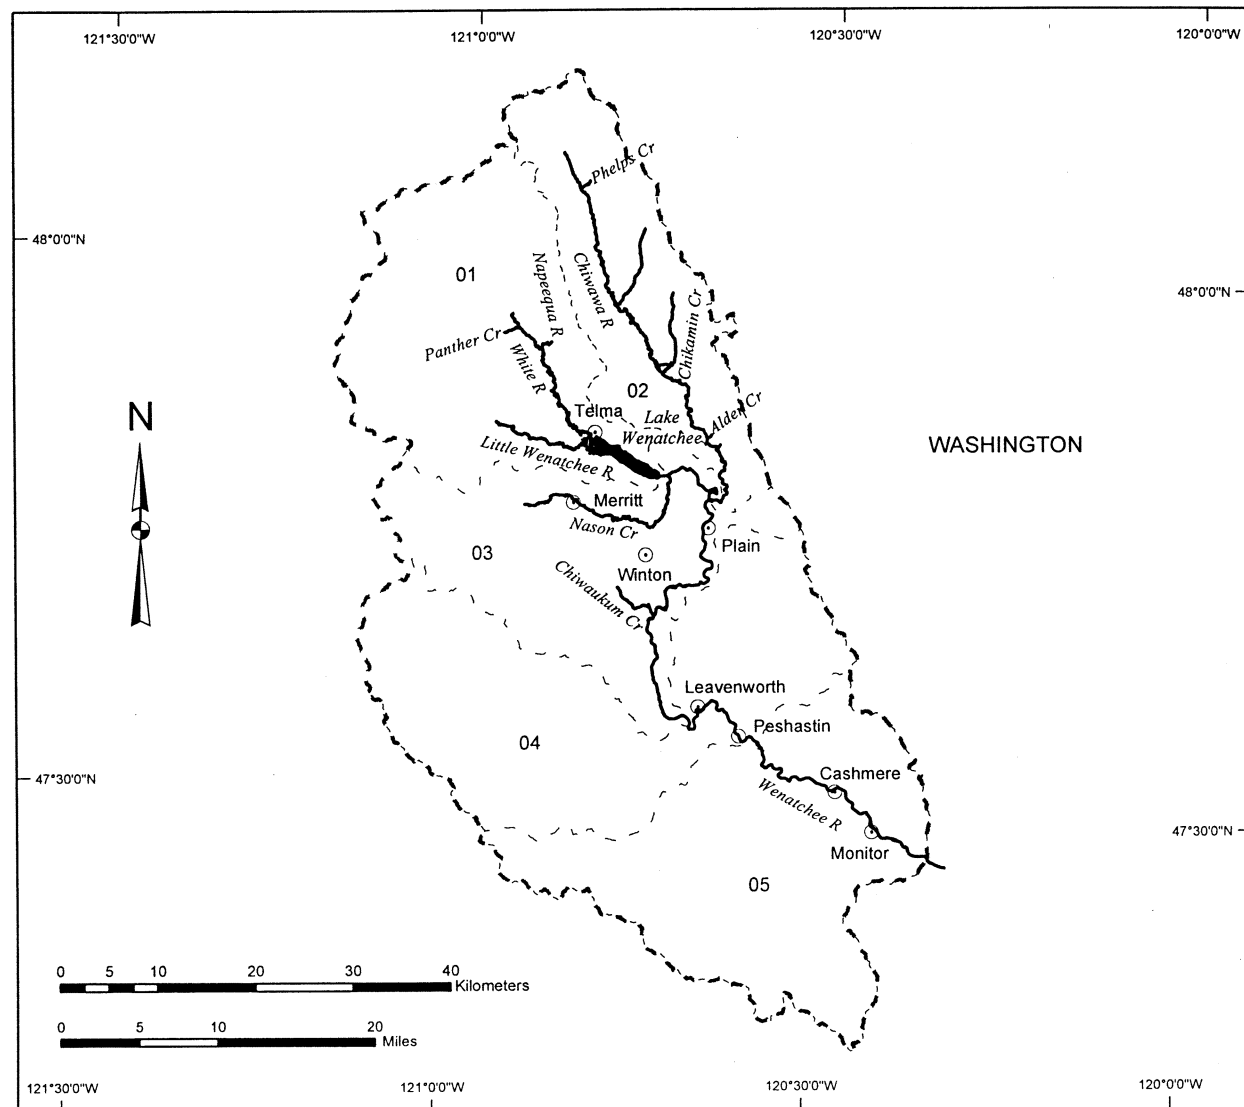 121°30'0"W
121°0'0"W
120°30'0"W
120°0'0"W
Phelps Cr
48°0'0"N
01
Napeequa R
Chiwawa R
48°0'0"N
Chikamin Cr
Panther Cr
White R
02
N
Telma
Lake
Wenatchee
Alder Cr
WASHINGTON
Little Wenatchee R
Merritt
Nason Cr
Plain
03
Winton
Chiwaukum Cr
Leavenworth
Peshastin
04
47°30'0"N
Cashmere
Wenatchee R
47°30'0"N
Monitor
05
0 5 10 20 30 40
Kilometers
0 5 10 20
Miles
121°30'0"W
121°0'0"W
120°30'0"W
120°0'0"W